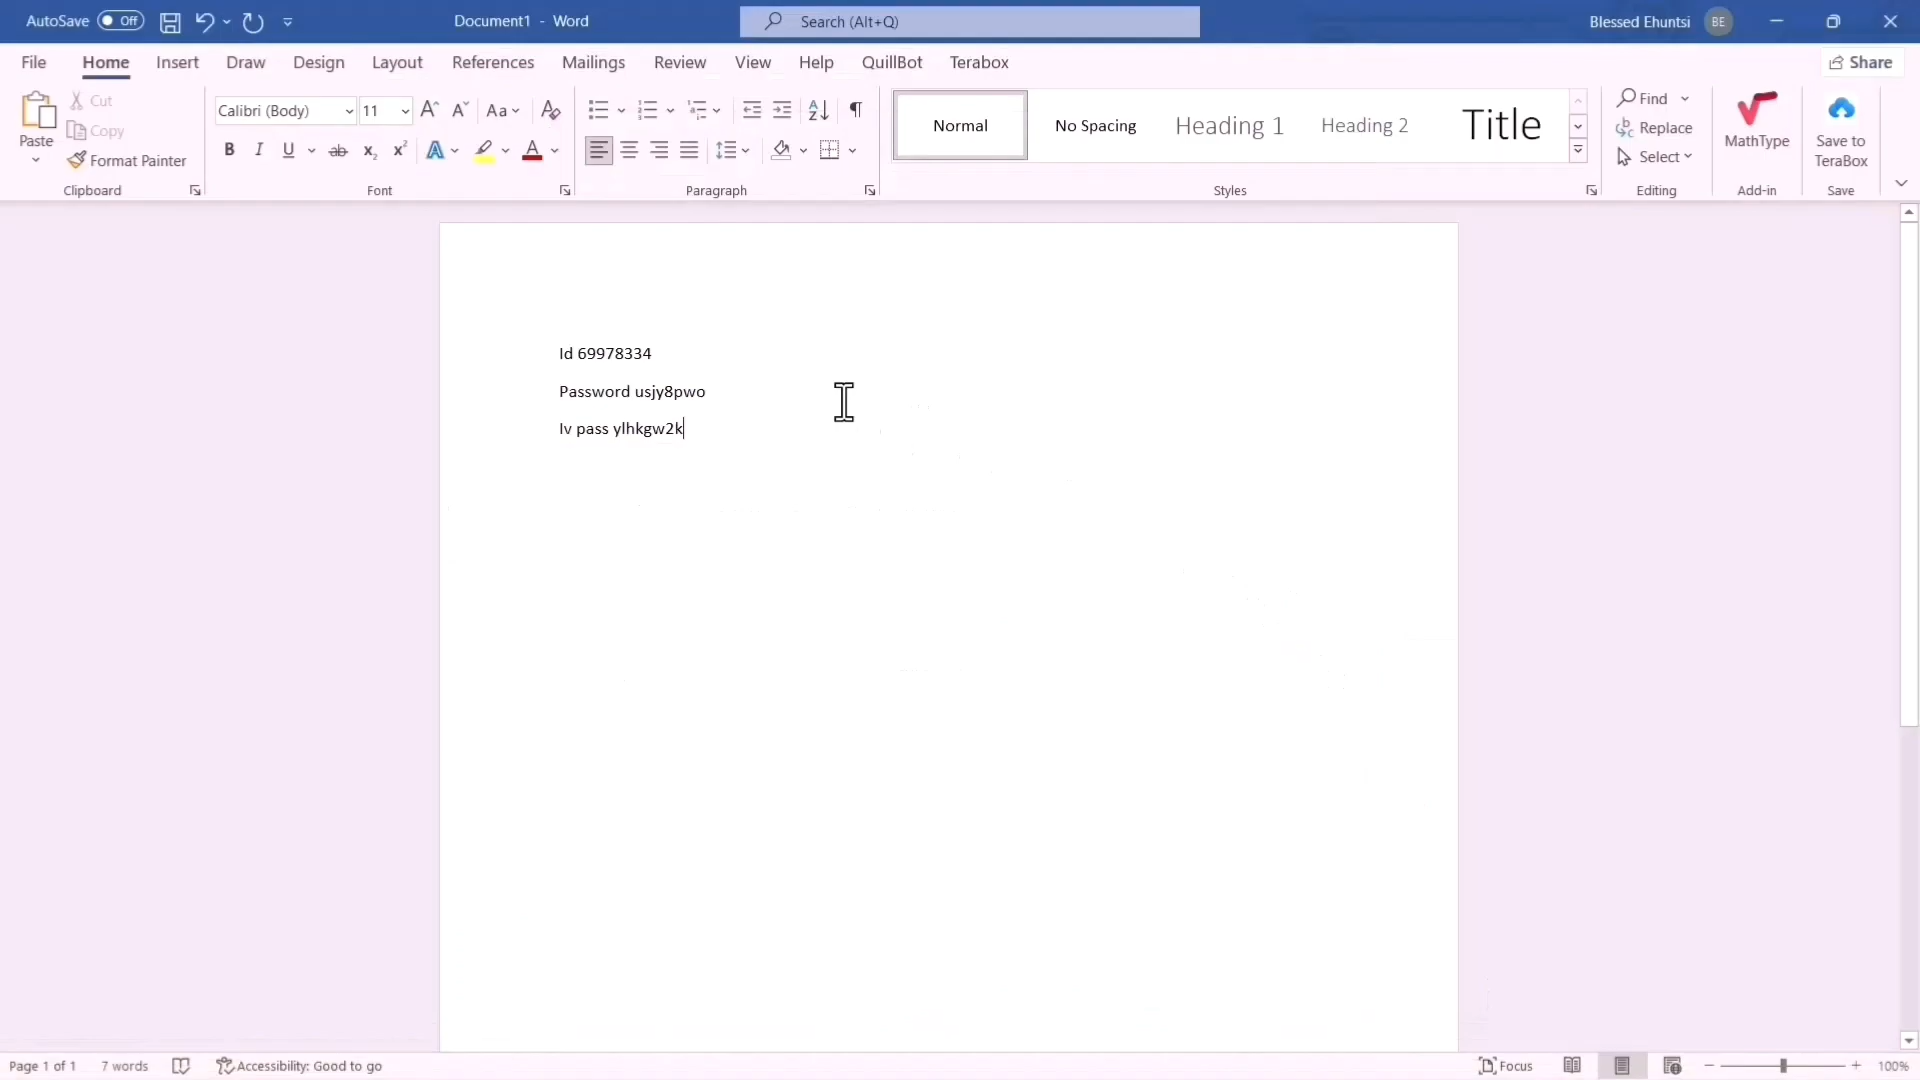 AutoSave Off Document1 - Word Search (Alt+Q) Blessed Ehuntsi BE
File Home Insert Draw Design Layout References Mailings Review View Help QuillBot Terabox Share
Paste
Cut
Copy
Format Painter
Clipboard
Calibri (Body) 11
Font
Paragraph
Normal No Spacing Heading 1 Heading 2 Title
Styles
Find
Replace
Select
Editing
MathType
Add-in
Save to
TeraBox
Save
Id 69978334
Password usjy8pwo
Iv pass ylhkgw2k
Page 1 of 1 7 words Accessibility: Good to go Focus 100%